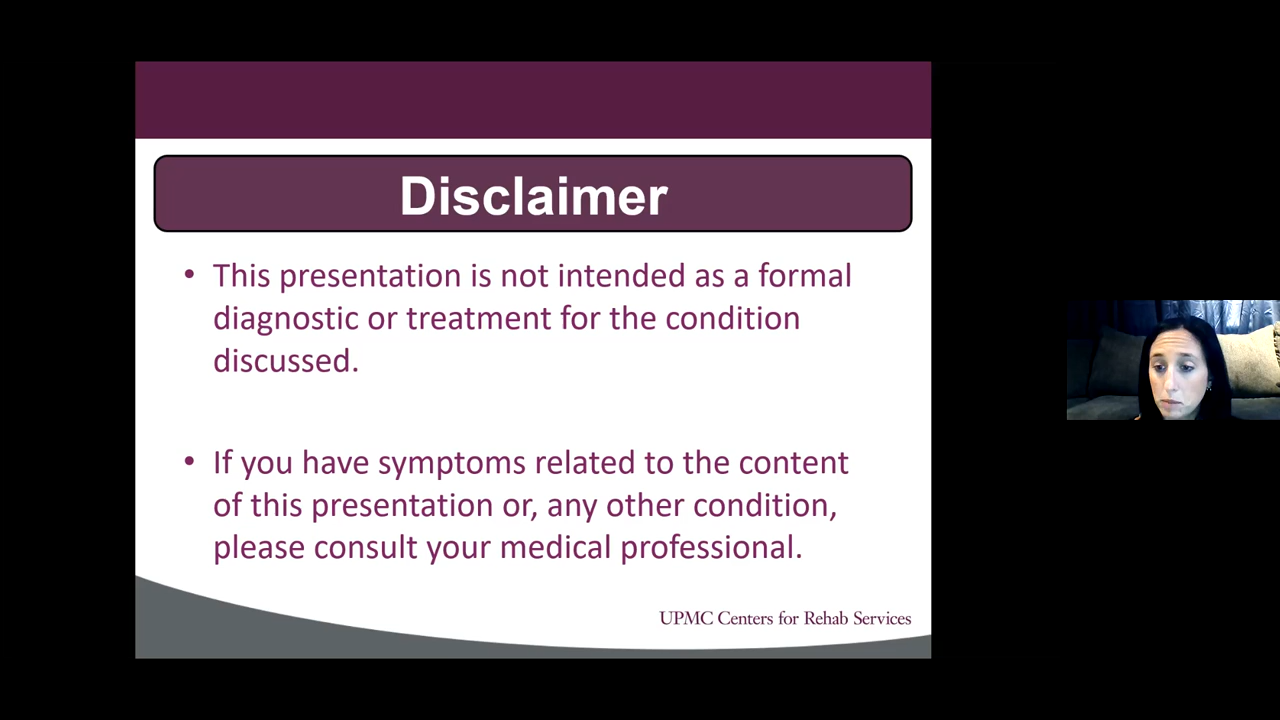 Disclaimer
• This presentation is not intended as a formal
diagnostic or treatment for the condition
discussed.
• If you have symptoms related to the content
of this presentation or, any other condition,
please consult your medical professional.
UPMC Centers for Rehab Services